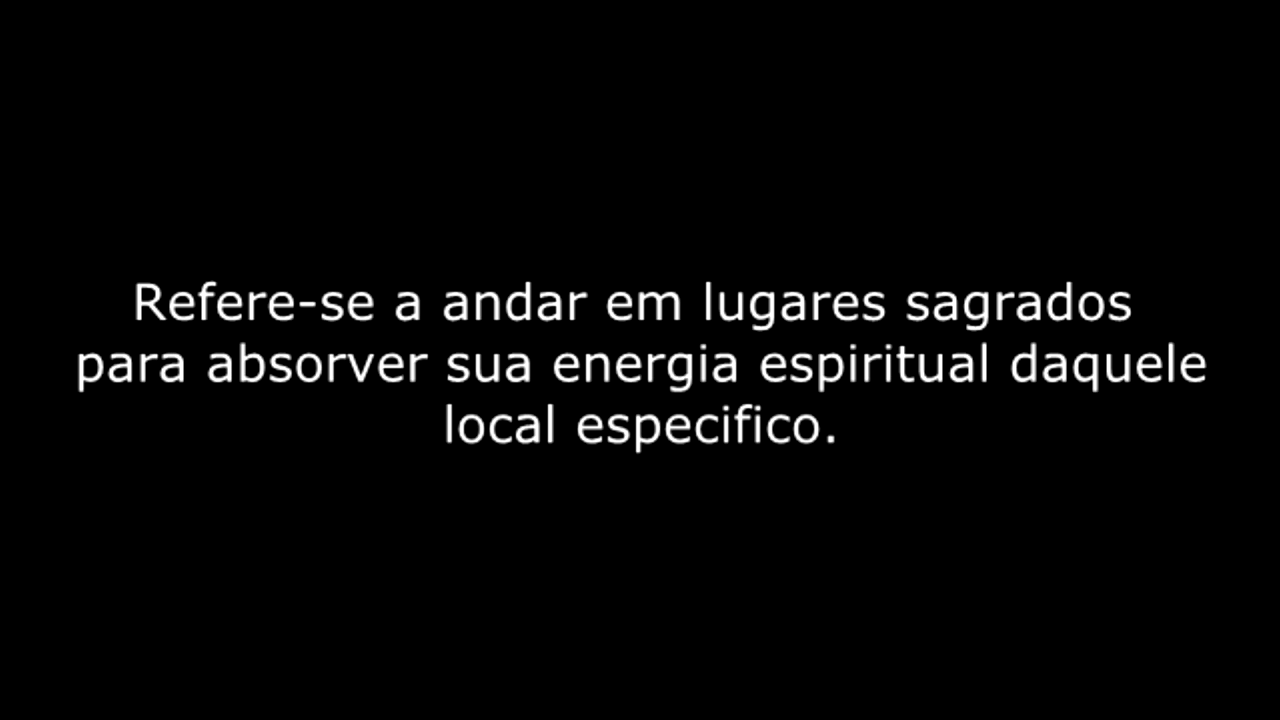 Refere-se a andar em lugares sagrados
para absorver sua energia espiritual daquele
local especifico.